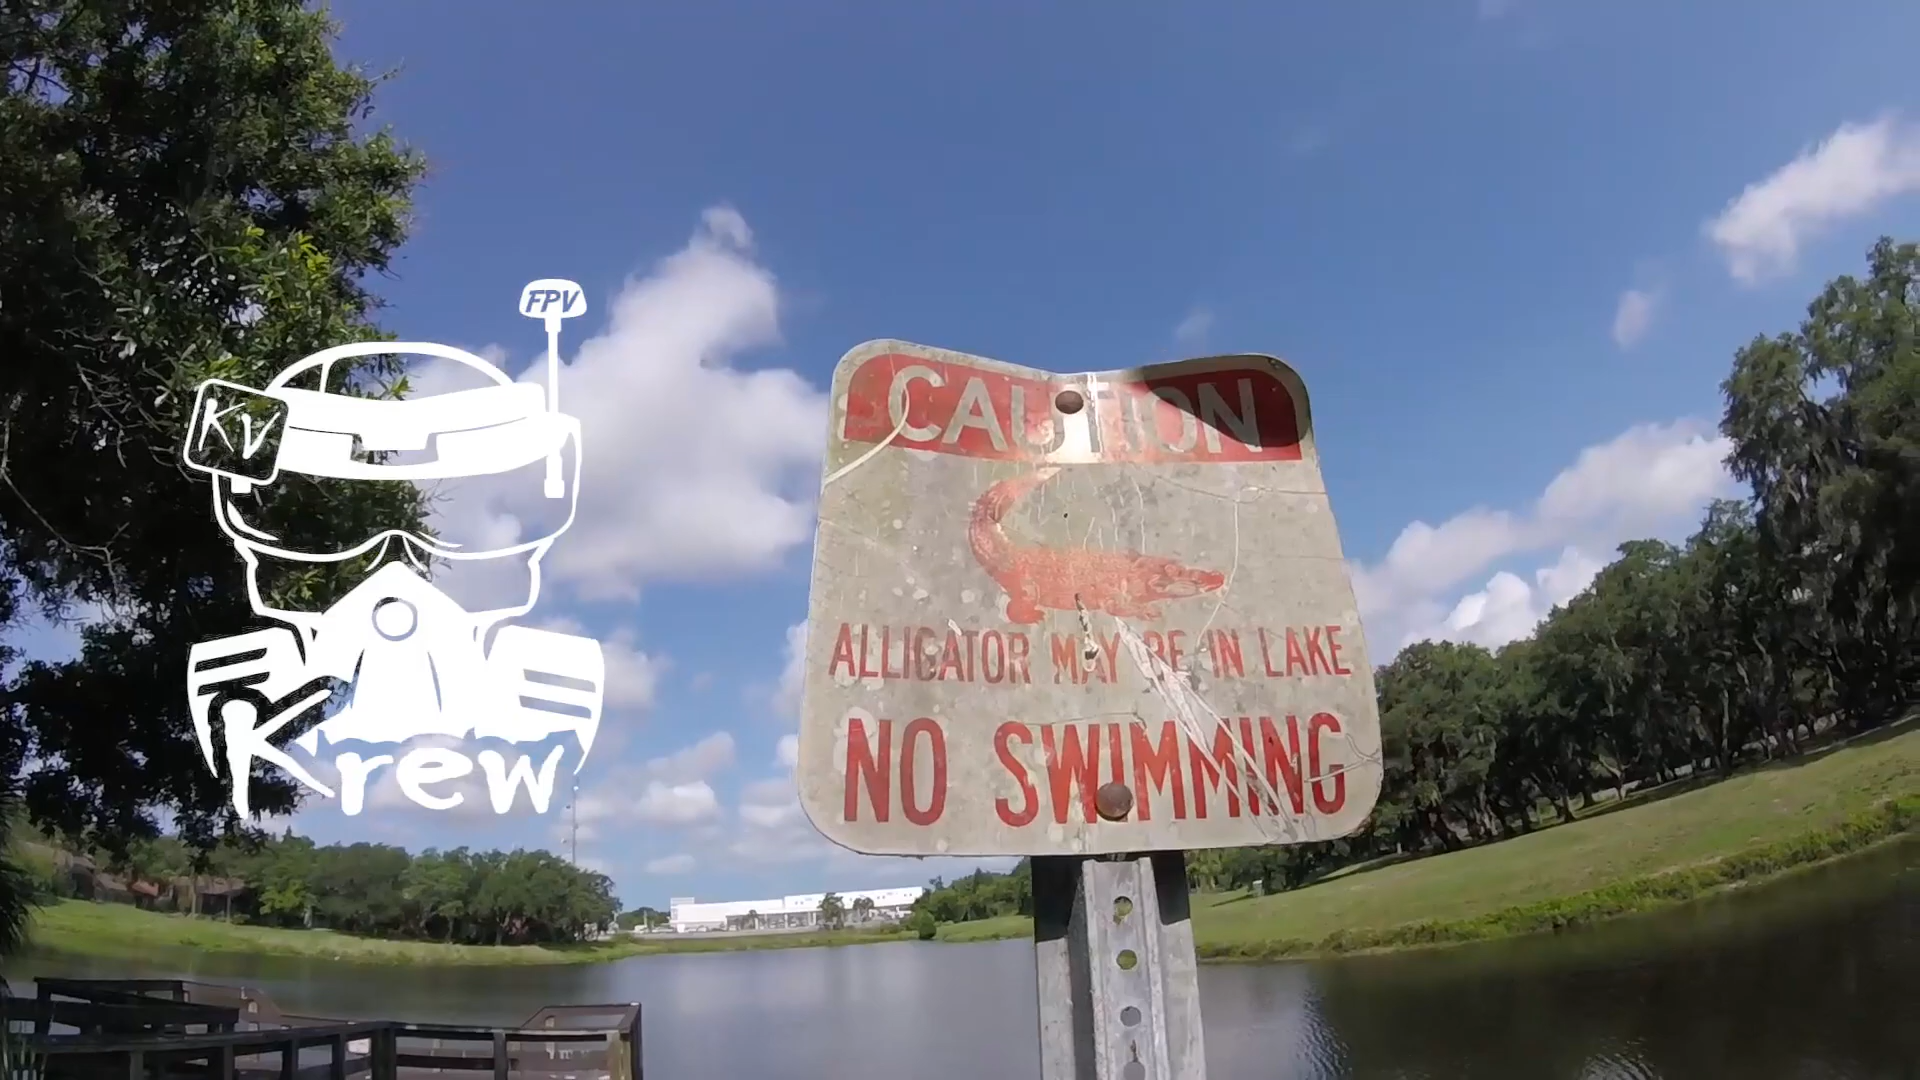 FPV
KV
Krew
CAUTION
ALLIGATOR MAY BE IN LAKE
NO SWIMMING